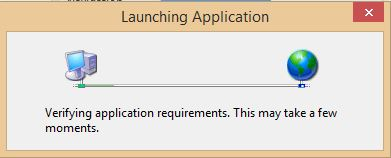 Launching Application
Verifying application requirements. This may take a few
moments.